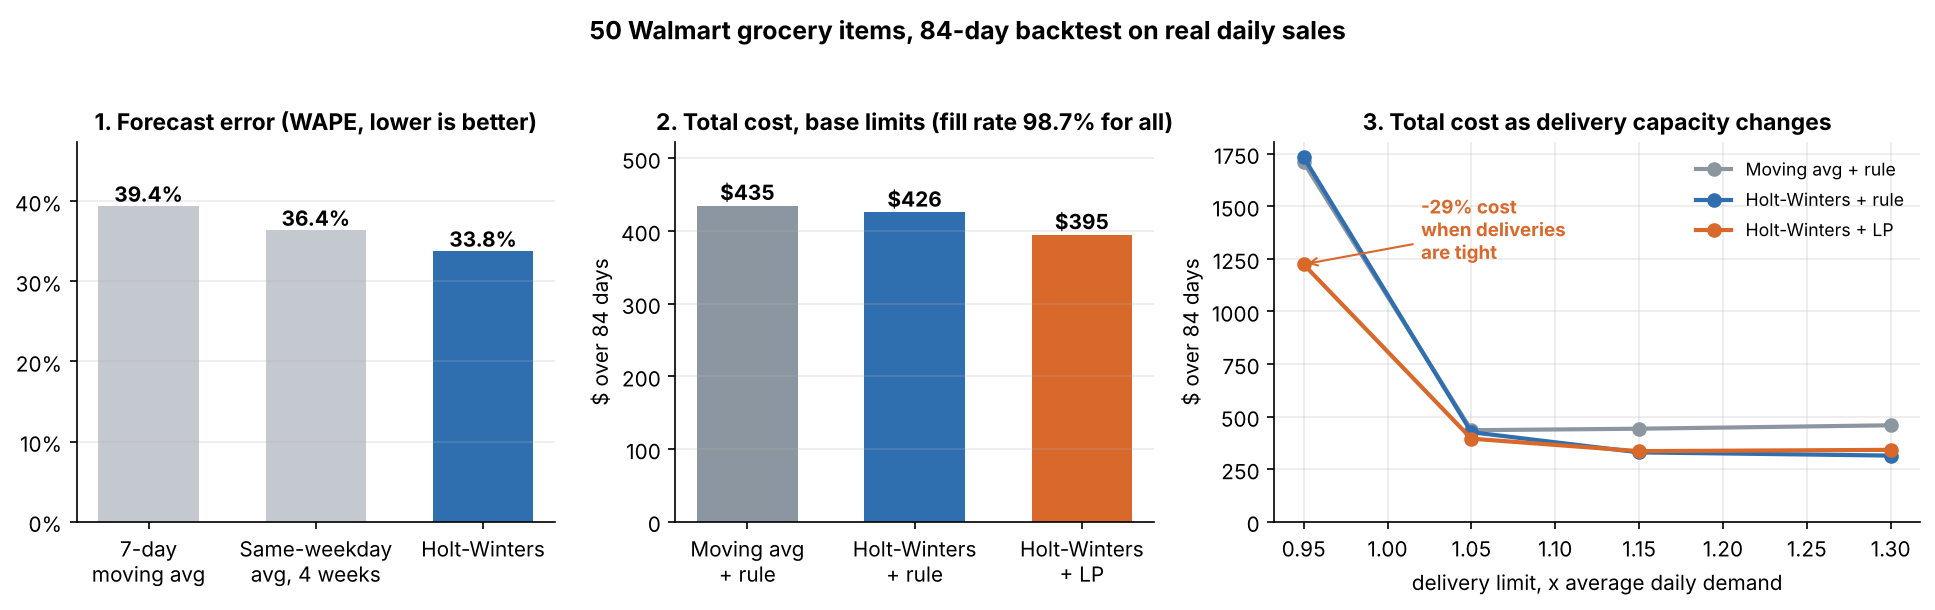 50 Walmart grocery items, 84-day backtest on real daily sales
1. Forecast error (WAPE, lower is better)
40%
30%
20%
10%
0%
39.4%
36.4%
33.8%
7-day
moving avg
Same-weekday
avg, 4 weeks
Holt-Winters
2. Total cost, base limits (fill rate 98.7% for all)
$ over 84 days
500
400
300
200
100
0
$435
$426
$395
Moving avg
+ rule
Holt-Winters
+ rule
Holt-Winters
+ LP
3. Total cost as delivery capacity changes
$ over 84 days
1750
1500
1250
1000
750
500
250
0
-29% cost
when deliveries
are tight
Moving avg + rule
Holt-Winters + rule
Holt-Winters + LP
0.95
1.00
1.05
1.10
1.15
1.20
1.25
1.30
delivery limit, x average daily demand